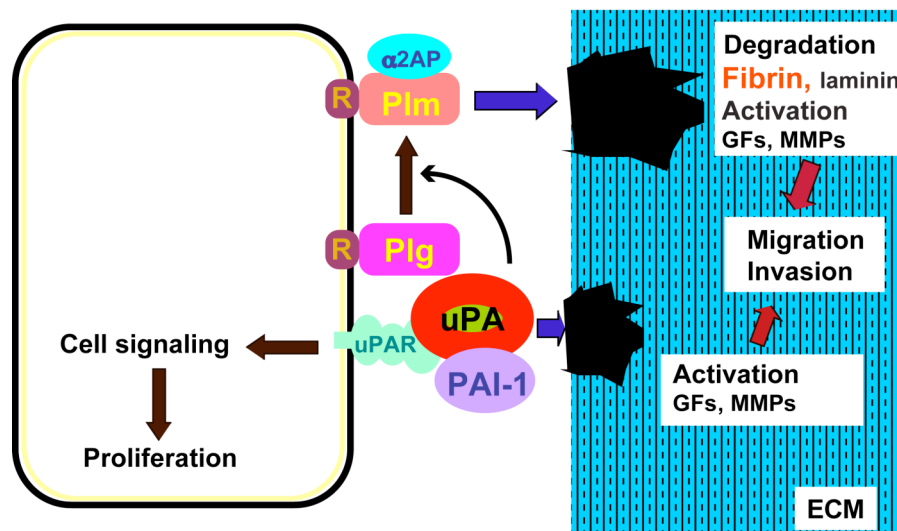 α2AP
R
Plm
R
Plg
uPA
uPAR
PAI-1
Cell signaling
Proliferation
Degradation
Fibrin, laminin
Activation
GFs, MMPs
Migration
Invasion
Activation
GFs, MMPs
ECM